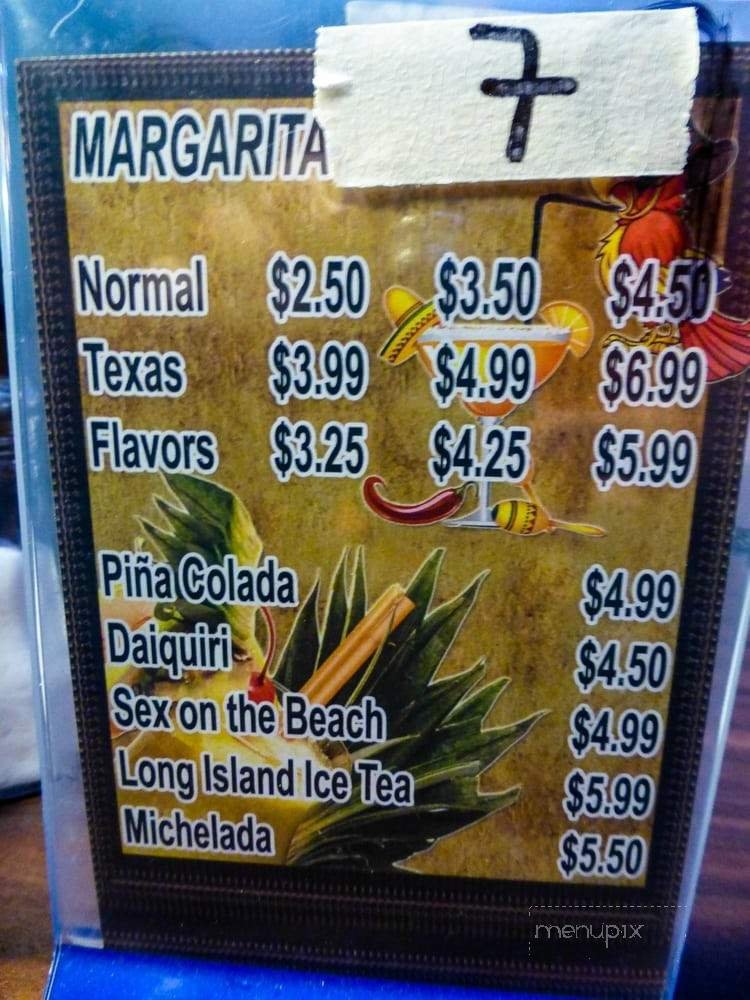 7
MARGARITA
Normal $2.50 $3.50 $4.50
Texas $3.99 $4.99 $6.99
Flavors $3.25 $4.25 $5.99
Piña Colada $4.99
Daiquiri $4.50
Sex on the Beach $4.99
Long Island Ice Tea $5.99
Michelada $5.50
menupix